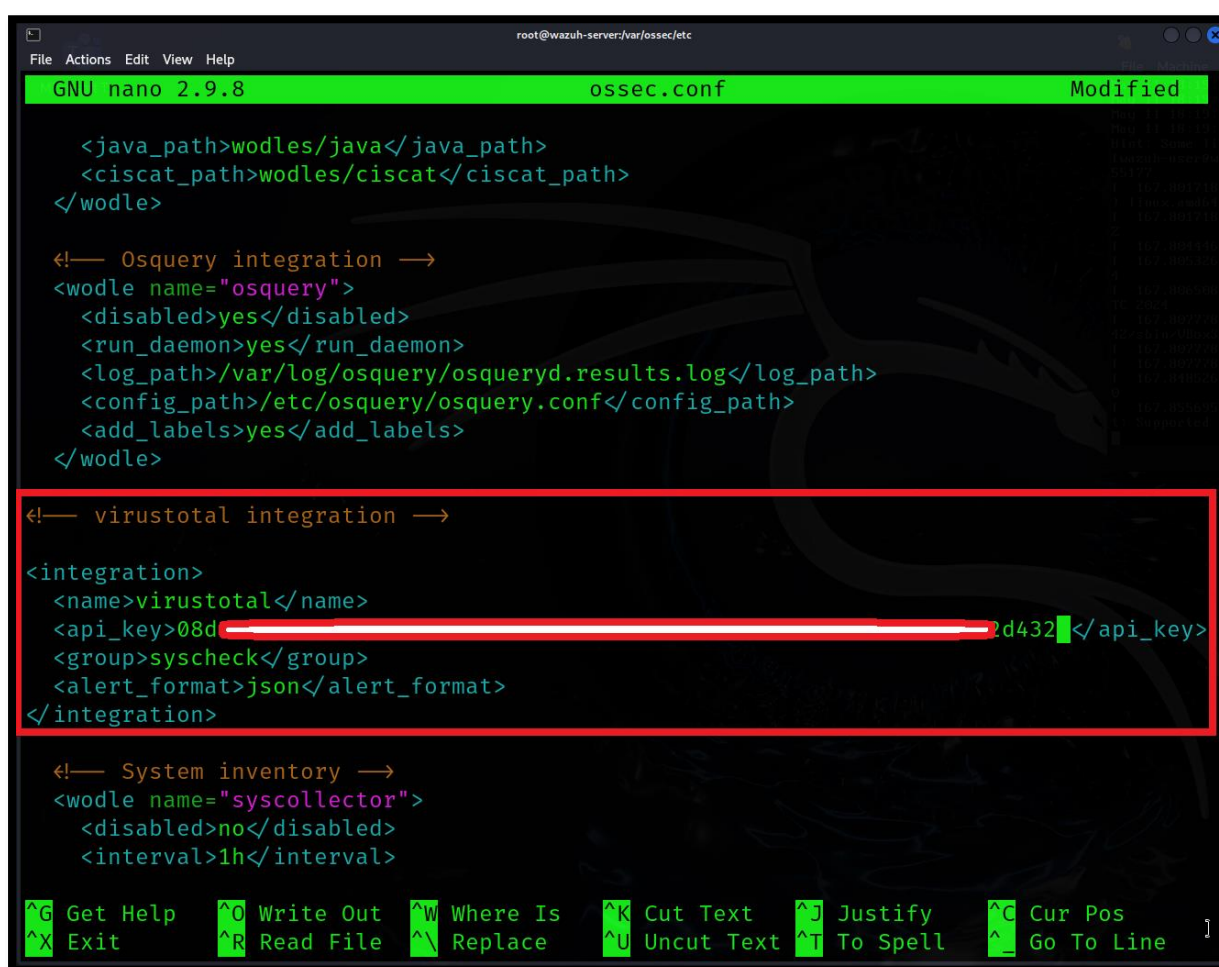 root@wazuh-server:/var/ossec/etc
File Actions Edit View Help
GNU nano 2.9.8 ossec.conf Modified
<java_path>wodles/java</java_path>
<ciscat_path>wodles/ciscat</ciscat_path>
</wodle>
<!-- Osquery integration -->
<wodle name="osquery">
<disabled>yes</disabled>
<run_daemon>yes</run_daemon>
<log_path>/var/log/osquery/osqueryd.results.log</log_path>
<config_path>/etc/osquery/osquery.conf</config_path>
<add_labels>yes</add_labels>
</wodle>
<!-- virustotal integration -->
<integration>
<name>virustotal</name>
<api_key>08d 2d432 </api_key>
<group>syscheck</group>
<alert_format>json</alert_format>
</integration>
<!-- System inventory -->
<wodle name="syscollector">
<disabled>no</disabled>
<interval>1h</interval>
^G Get Help ^O Write Out ^W Where Is ^K Cut Text ^J Justify ^C Cur Pos
^X Exit ^R Read File ^\ Replace ^U Uncut Text ^T To Spell ^_ Go To Line